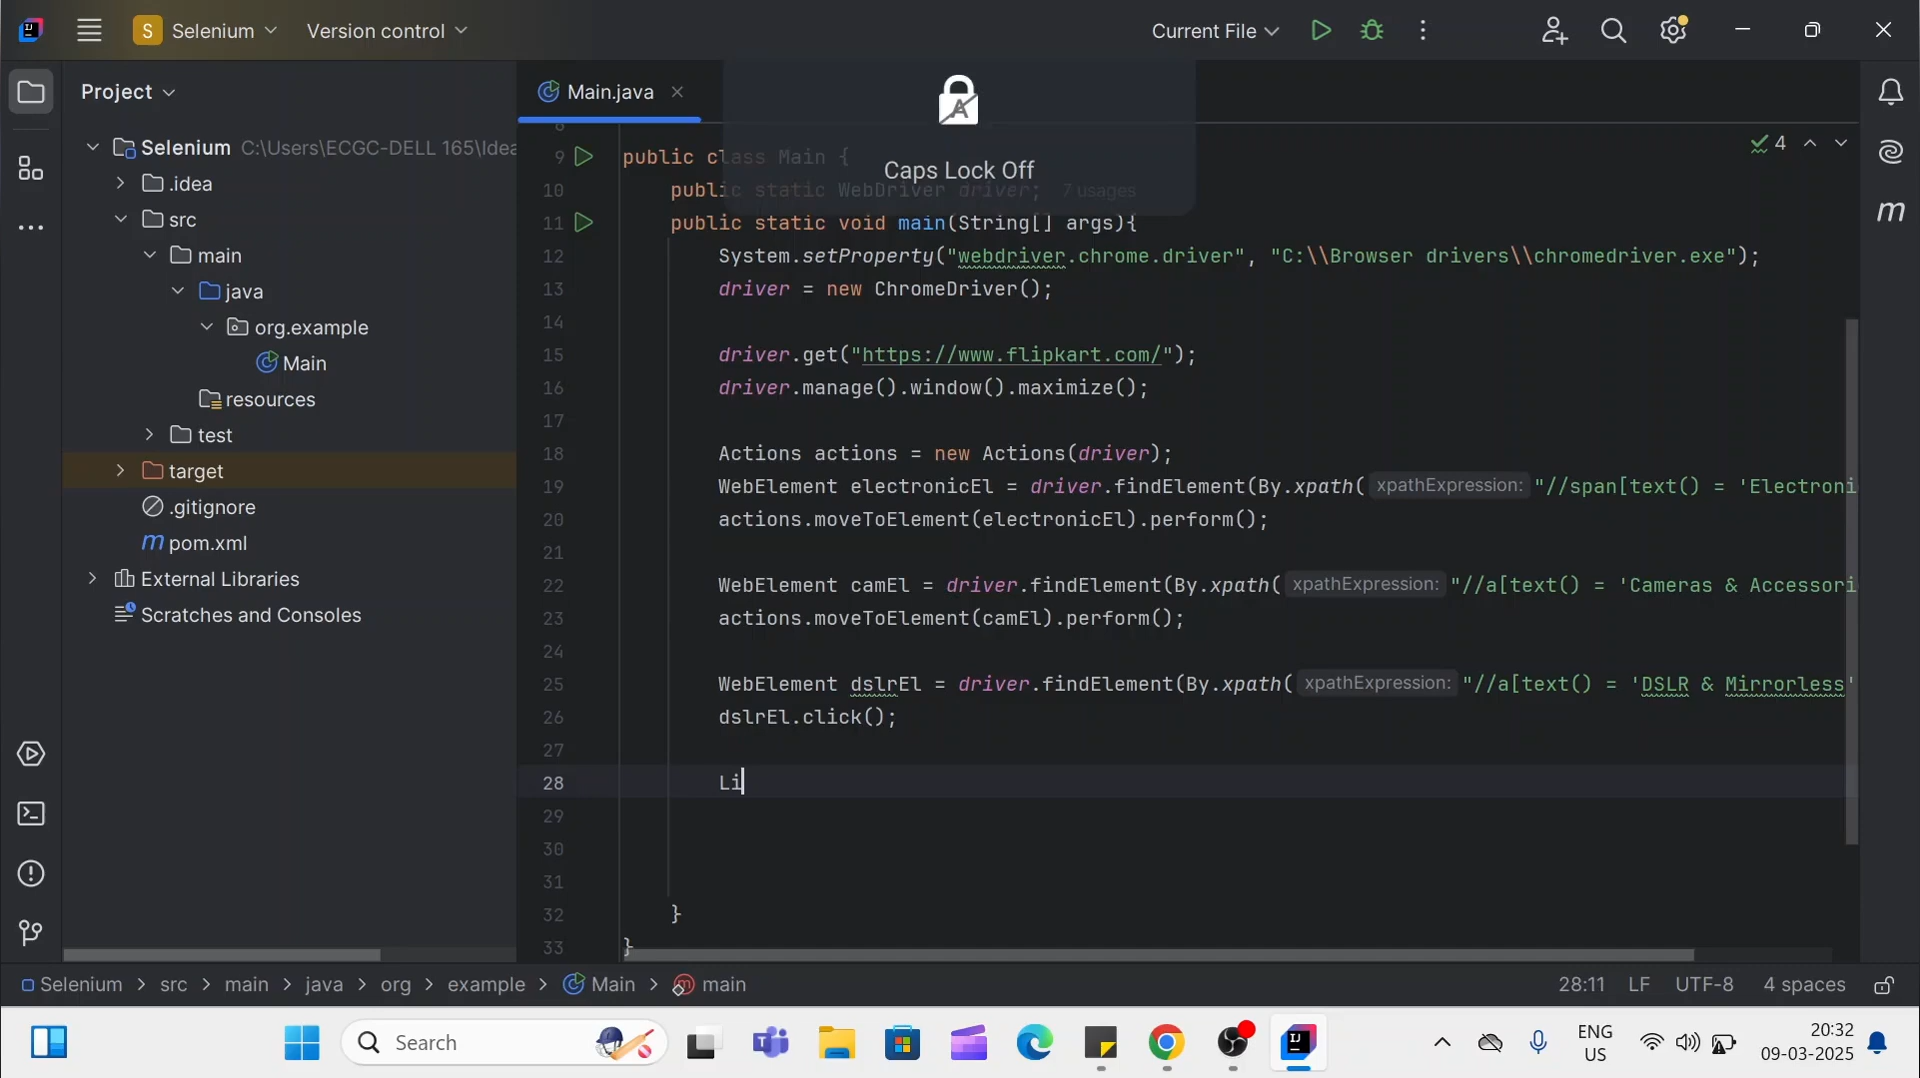 S Selenium Version control Current File
Project
Main.java
Selenium C:\Users\ECGC-DELL 165\Idea
.idea
src
main
java
org.example
Main
resources
test
target
.gitignore
pom.xml
External Libraries
Scratches and Consoles
Caps Lock Off
4
8
9 public class Main {
10 public static WebDriver driver; 7 usages
11 public static void main(String[] args){
12 System.setProperty("webdriver.chrome.driver", "C:\\Browser drivers\\chromedriver.exe");
13 driver = new ChromeDriver();
14
15 driver.get("https://www.flipkart.com/");
16 driver.manage().window().maximize();
17
18 Actions actions = new Actions(driver);
19 WebElement electronicEl = driver.findElement(By.xpath( xpathExpression: "//span[text() = 'Electroni
20 actions.moveToElement(electronicEl).perform();
21
22 WebElement camEl = driver.findElement(By.xpath( xpathExpression: "//a[text() = 'Cameras & Accessori
23 actions.moveToElement(camEl).perform();
24
25 WebElement dslrEl = driver.findElement(By.xpath( xpathExpression: "//a[text() = 'DSLR & Mirrorless'
26 dslrEl.click();
27
28 Li
29
30
31
32 }
33 }
Selenium > src > main > java > org > example > Main > main 28:11 LF UTF-8 4 spaces
Search
ENG
US
20:32
09-03-2025